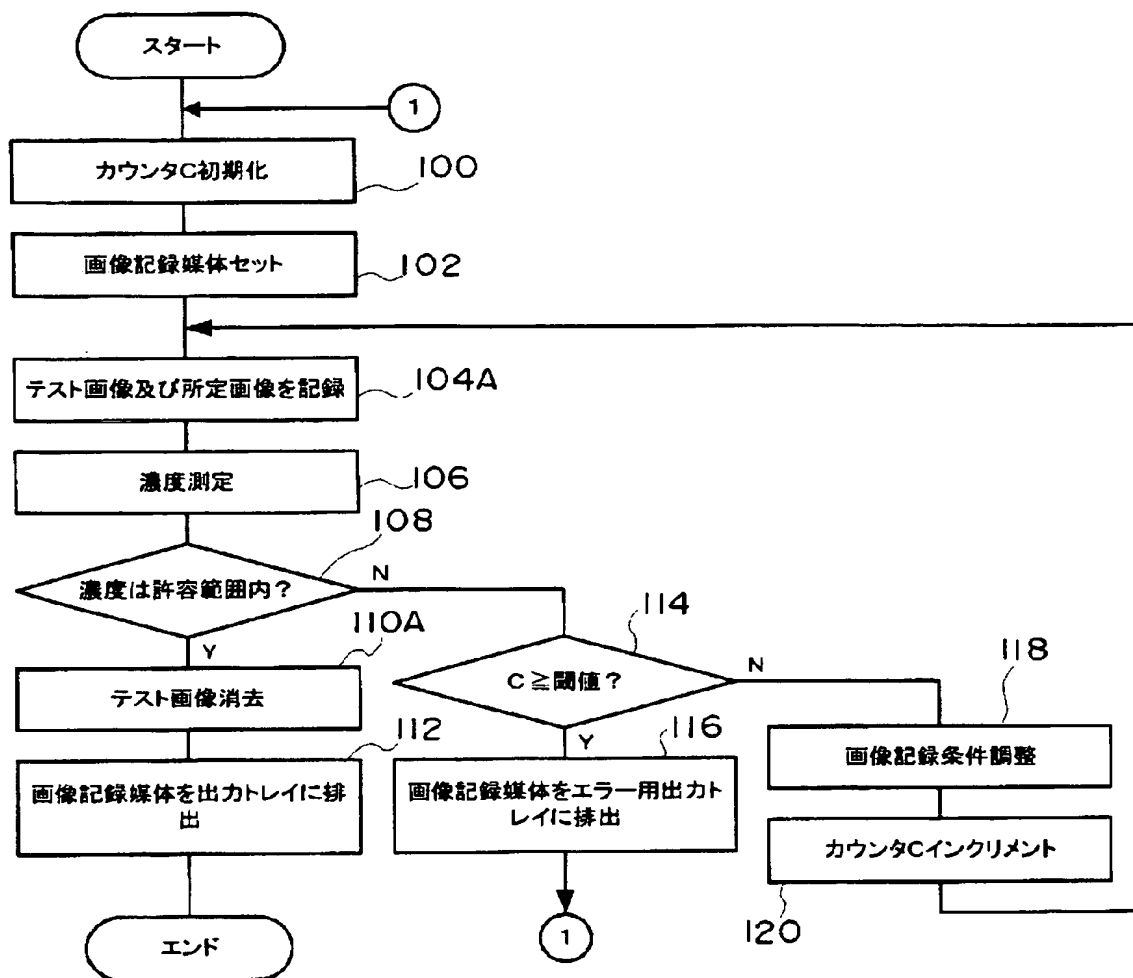 スタート
1
カウンタC初期化
100
画像記録媒体セット
102
テスト画像及び所定画像を記録
104A
濃度測定
106
108
濃度は許容範囲内?
N
Y
110A
テスト画像消去
112
画像記録媒体を出力トレイに排
出
エンド
114
C≧閾値?
N
Y
116
画像記録媒体をエラー用出力ト
レイに排出
1
118
画像記録条件調整
カウンタCインクリメント
120